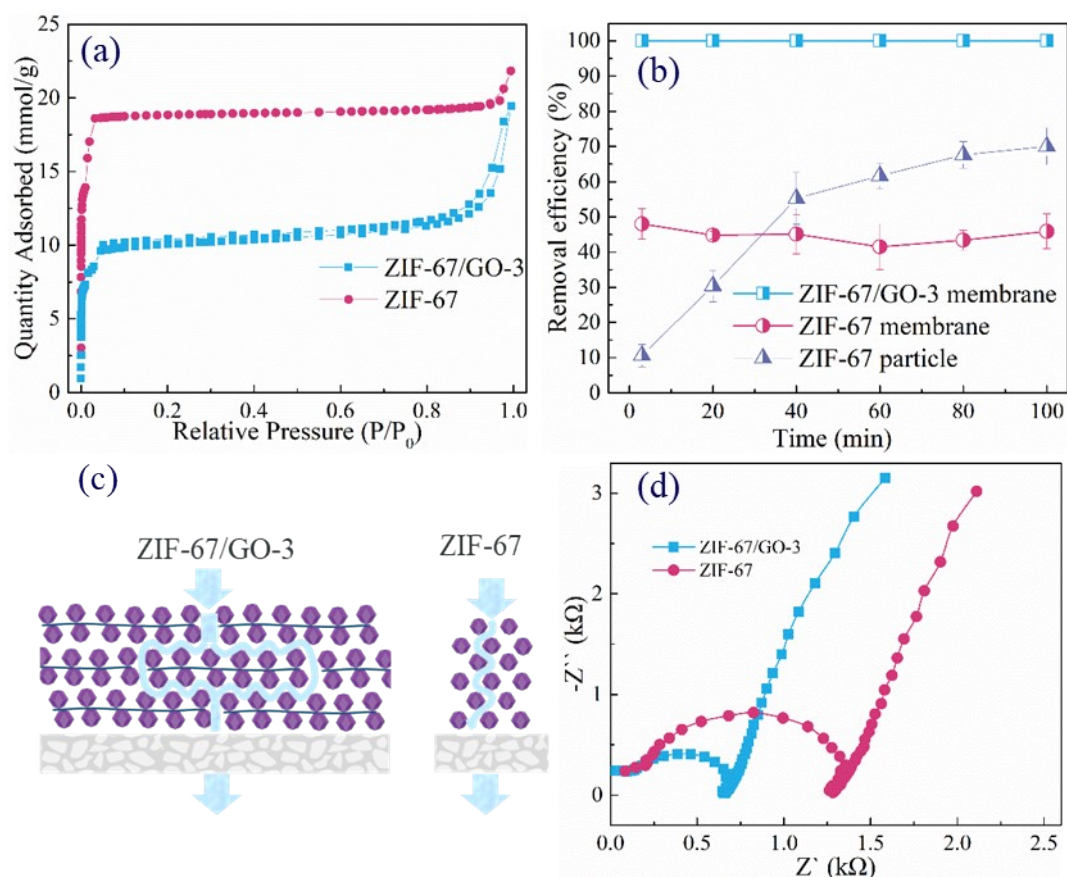 (a)
25
20
15
10
5
0
Quantity Adsorbed (mmol/g)
ZIF-67/GO-3
ZIF-67
0.0 0.2 0.4 0.6 0.8 1.0
Relative Pressure (P/P₀)
(b)
100
90
80
70
60
50
40
30
20
10
0
Removal efficiency (%)
ZIF-67/GO-3 membrane
ZIF-67 membrane
ZIF-67 particle
0 20 40 60 80 100
Time (min)
(c)
ZIF-67/GO-3
ZIF-67
(d)
3
2
1
0
-Z`` (kΩ)
ZIF-67/GO-3
ZIF-67
0.0 0.5 1.0 1.5 2.0 2.5
Z` (kΩ)